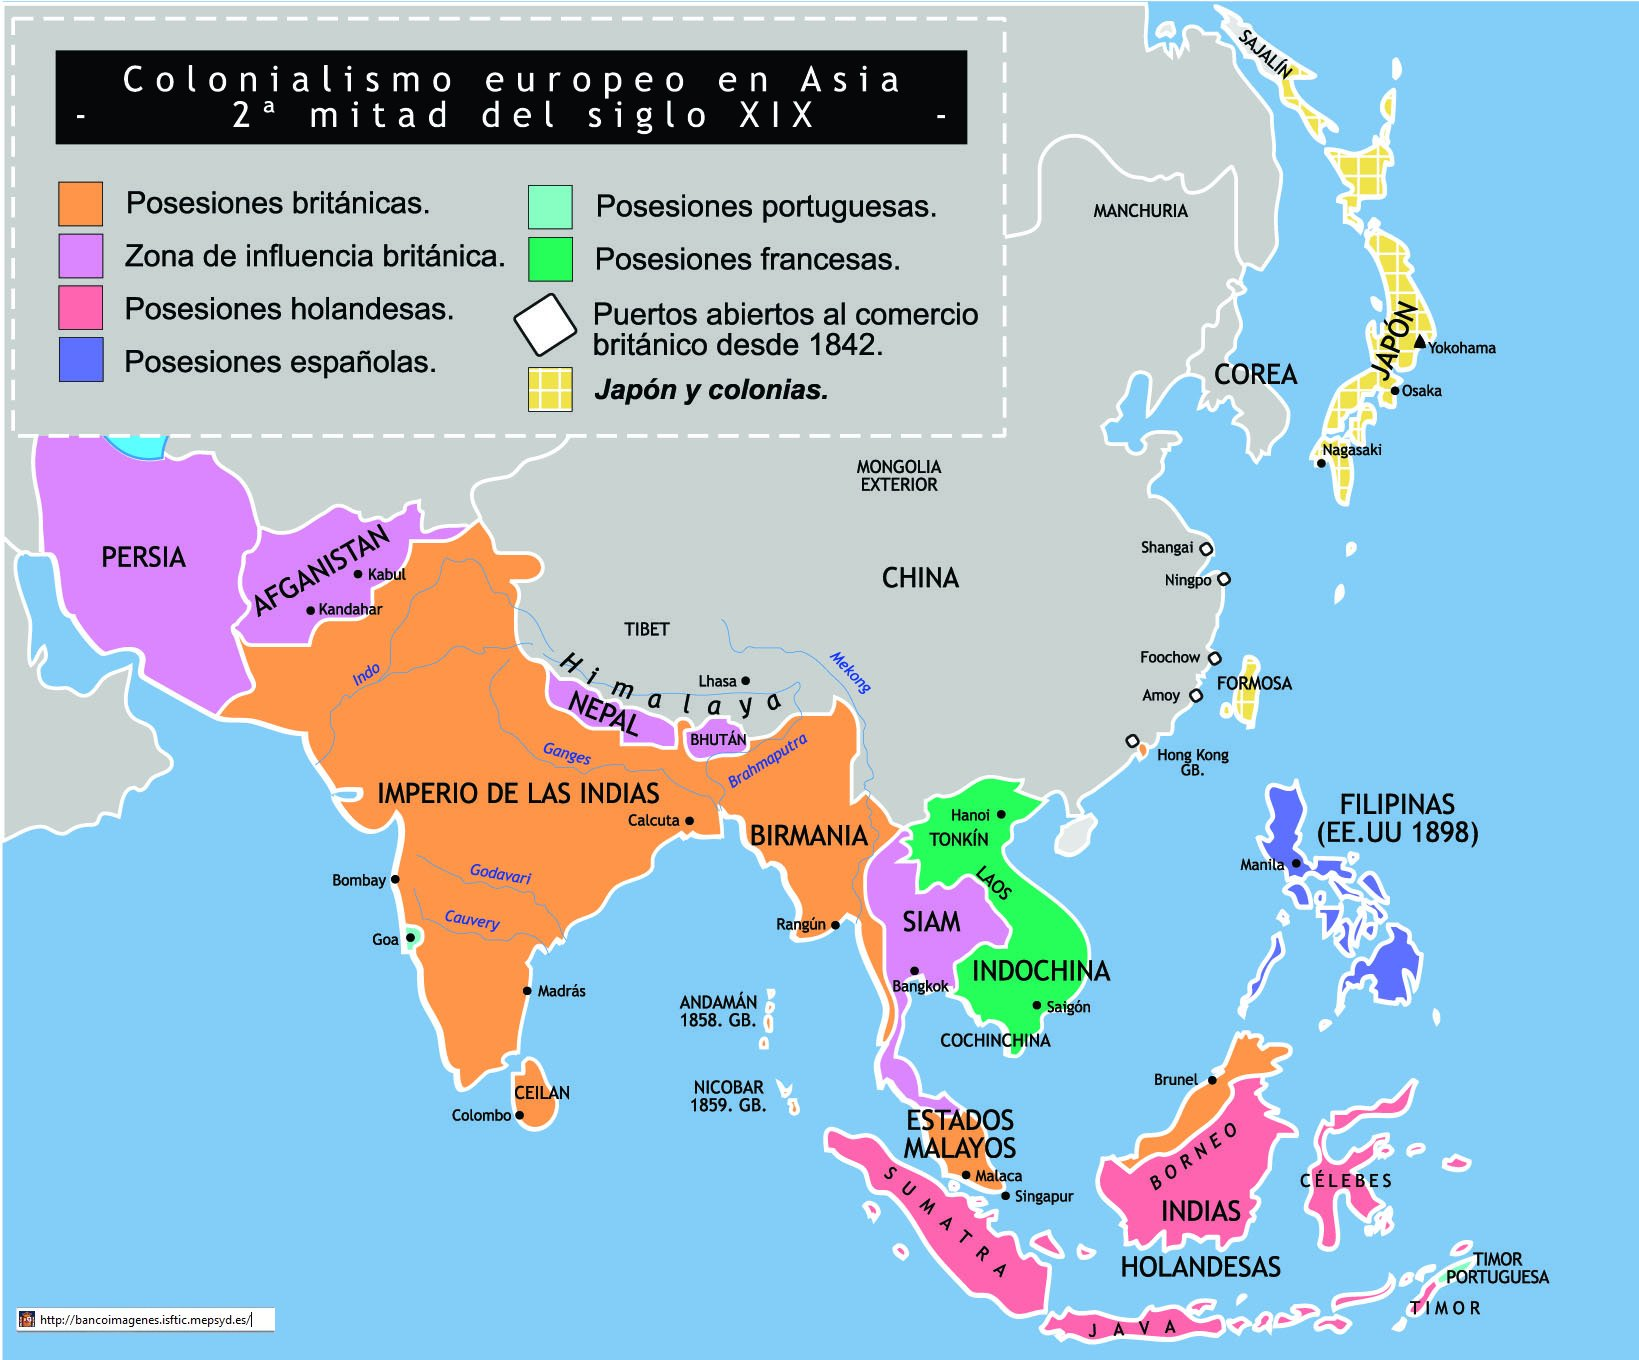 Colonialismo europeo en Asia
- 2ª mitad del siglo XIX -
Posesiones británicas.
Zona de influencia británica.
Posesiones holandesas.
Posesiones españolas.
Posesiones portuguesas.
Posesiones francesas.
Puertos abiertos al comercio
británico desde 1842.
Japón y colonias.
SAJALÍN
MANCHURIA
JAPÓN
Yokohama
COREA
Osaka
Nagasaki
MONGOLIA
EXTERIOR
PERSIA
AFGANISTAN
Kabul
Kandahar
CHINA
Shangai
Ningpo
TIBET
Himalaya
Mekong
Indo
Lhasa
Foochow
FORMOSA
Amoy
NEPAL
BHUTÁN
Ganges
Brahmaputra
Hong Kong
GB.
IMPERIO DE LAS INDIAS
Calcuta
BIRMANIA
Hanoi
TONKÍN
FILIPINAS
(EE.UU 1898)
Manila
Bombay
Godavari
LAOS
Cauvery
Goa
Rangún
SIAM
INDOCHINA
Bangkok
Madrás
Saigón
ANDAMÁN
1858. GB.
COCHINCHINA
NICOBAR
1859. GB.
CEILAN
Colombo
Brunel
ESTADOS
MALAYOS
Malaca
Singapur
SUMATRA
BORNEO
CÉLEBES
INDIAS
HOLANDESAS
TIMOR
PORTUGUESA
TIMOR
JAVA
http://bancoimagenes.isftic.mepsyd.es/